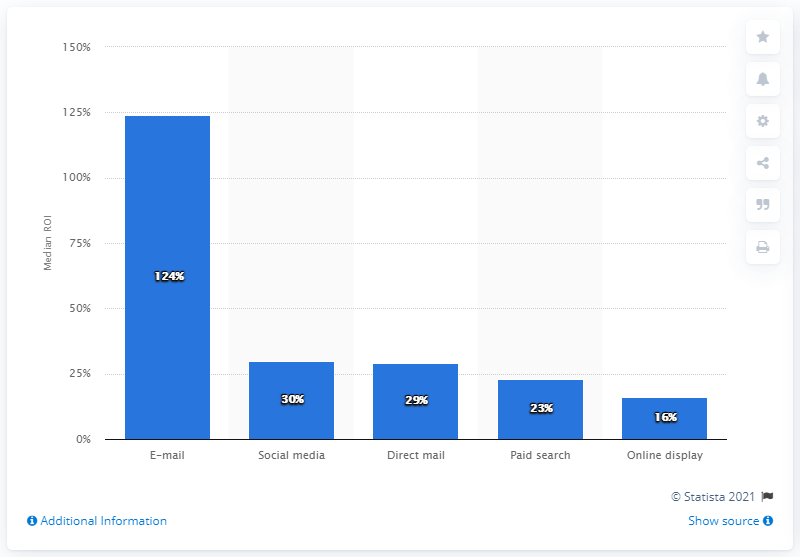 150%
125%
100%
75%
50%
25%
0%
Median ROI
124%
30%
29%
23%
16%
E-mail
Social media
Direct mail
Paid search
Online display
© Statista 2021
Additional Information
Show source